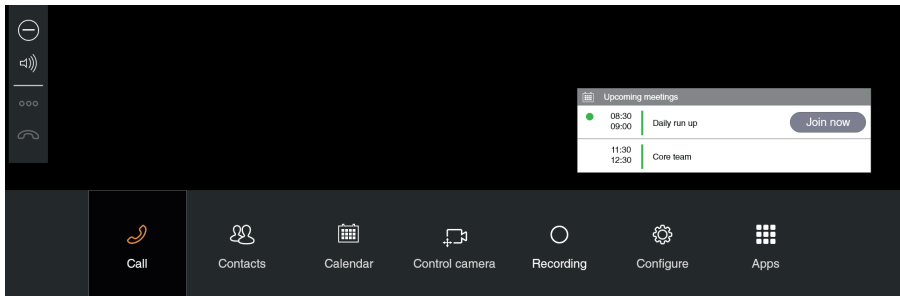 Upcoming meetings
08:30
09:00
Daily run up
Join now
11:30
12:30
Core team
Call
Contacts
Calendar
Control camera
Recording
Configure
Apps